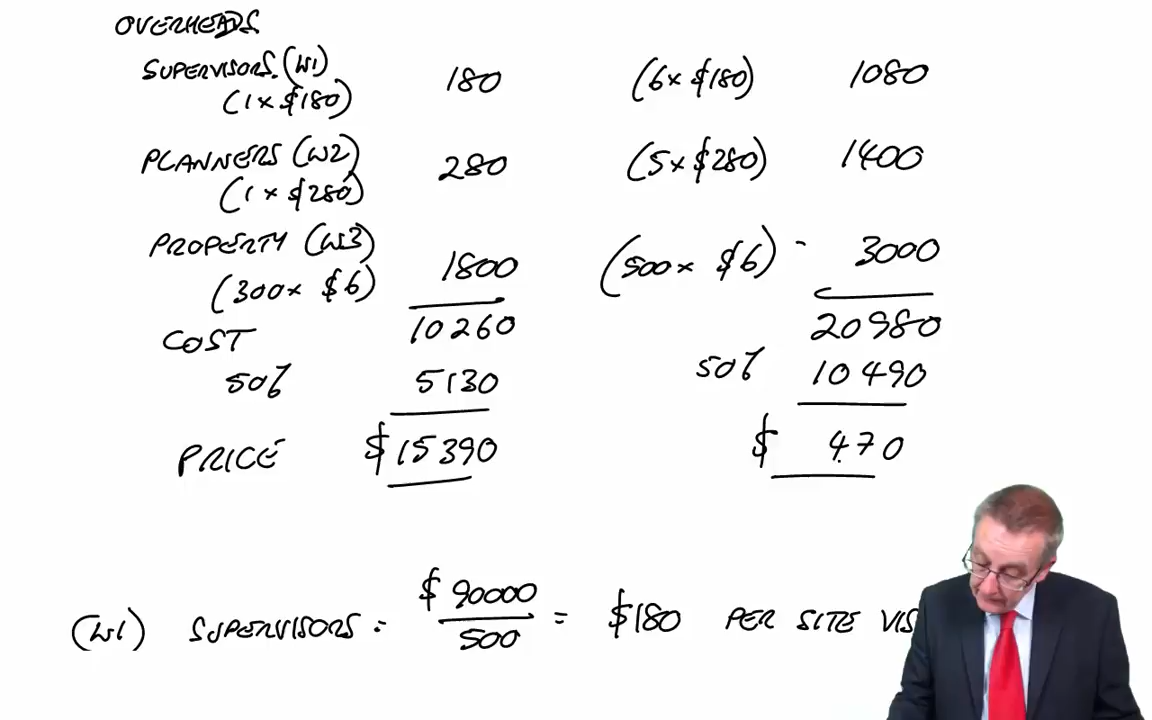 OVERHEADS
SUPERVISORS (W1) 180 (6 x $180) 1080
(1 x $180)
PLANNERS (W2) 280 (5 x $280) 1400
(1 x $280)
PROPERTY (W3) 1800 (500 x $6) - 3000
(300 x $6)
COST 10260 20980
50% 5130 50% 10490
PRICE $15390 $ 470
(W1) SUPERVISORS = $90000 / 500 = $180 PER SITE VIS